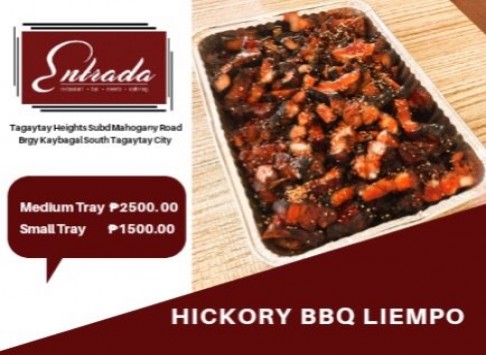 Entrada
restaurant • bar • events • catering
Tagaytay Heights Subd Mahogany Road
Brgy Kaybagal South Tagaytay City
Medium Tray ₱2500.00
Small Tray ₱1500.00
HICKORY BBQ LIEMPO